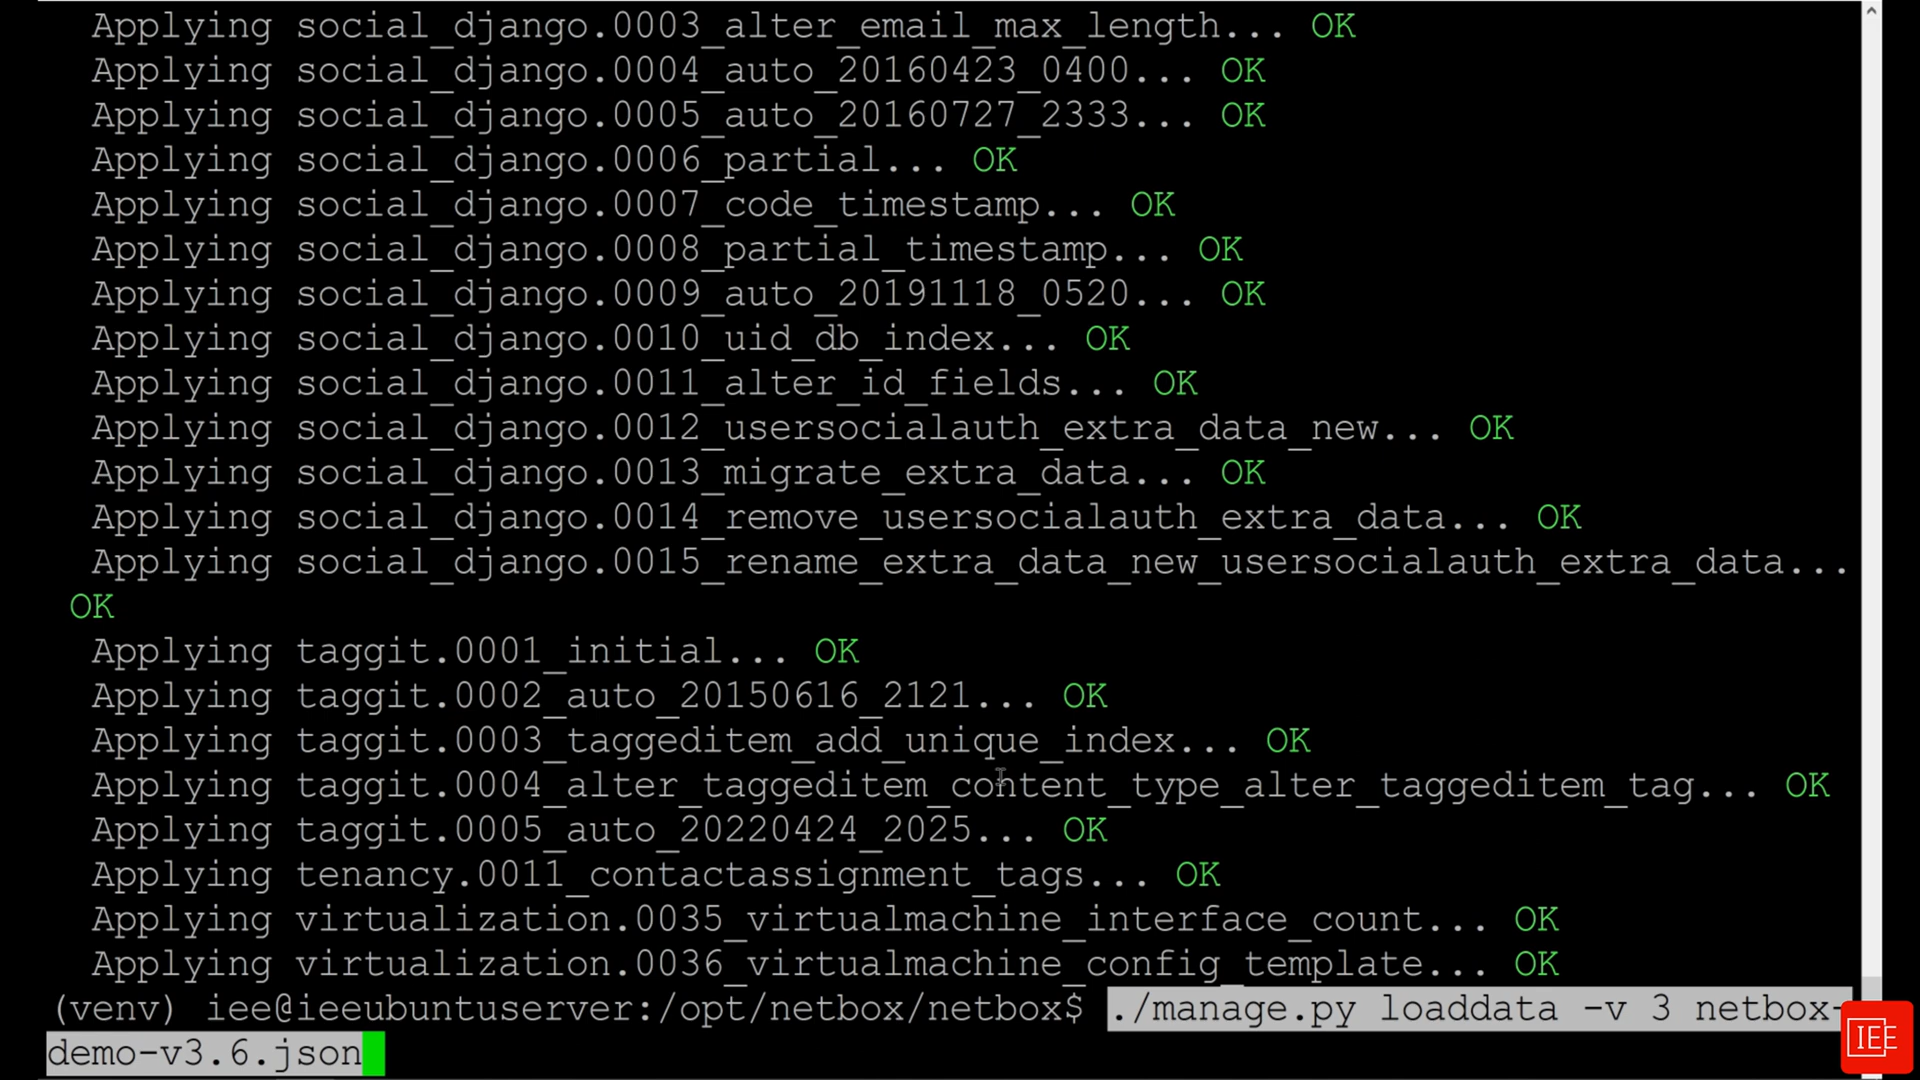 Applying social_django.0003_alter_email_max_length... OK
Applying social_django.0004_auto_20160423_0400... OK
Applying social_django.0005_auto_20160727_2333... OK
Applying social_django.0006_partial... OK
Applying social_django.0007_code_timestamp... OK
Applying social_django.0008_partial_timestamp... OK
Applying social_django.0009_auto_20191118_0520... OK
Applying social_django.0010_uid_db_index... OK
Applying social_django.0011_alter_id_fields... OK
Applying social_django.0012_usersocialauth_extra_data_new... OK
Applying social_django.0013_migrate_extra_data... OK
Applying social_django.0014_remove_usersocialauth_extra_data... OK
Applying social_django.0015_rename_extra_data_new_usersocialauth_extra_data...
OK
Applying taggit.0001_initial... OK
Applying taggit.0002_auto_20150616_2121... OK
Applying taggit.0003_taggeditem_add_unique_index... OK
Applying taggit.0004_alter_taggeditem_content_type_alter_taggeditem_tag... OK
Applying taggit.0005_auto_20220424_2025... OK
Applying tenancy.0011_contactassignment_tags... OK
Applying virtualization.0035_virtualmachine_interface_count... OK
Applying virtualization.0036_virtualmachine_config_template... OK
(venv) iee@ieeubuntuserver:/opt/netbox/netbox$ ./manage.py loaddata -v 3 netbox-
demo-v3.6.json
IEE